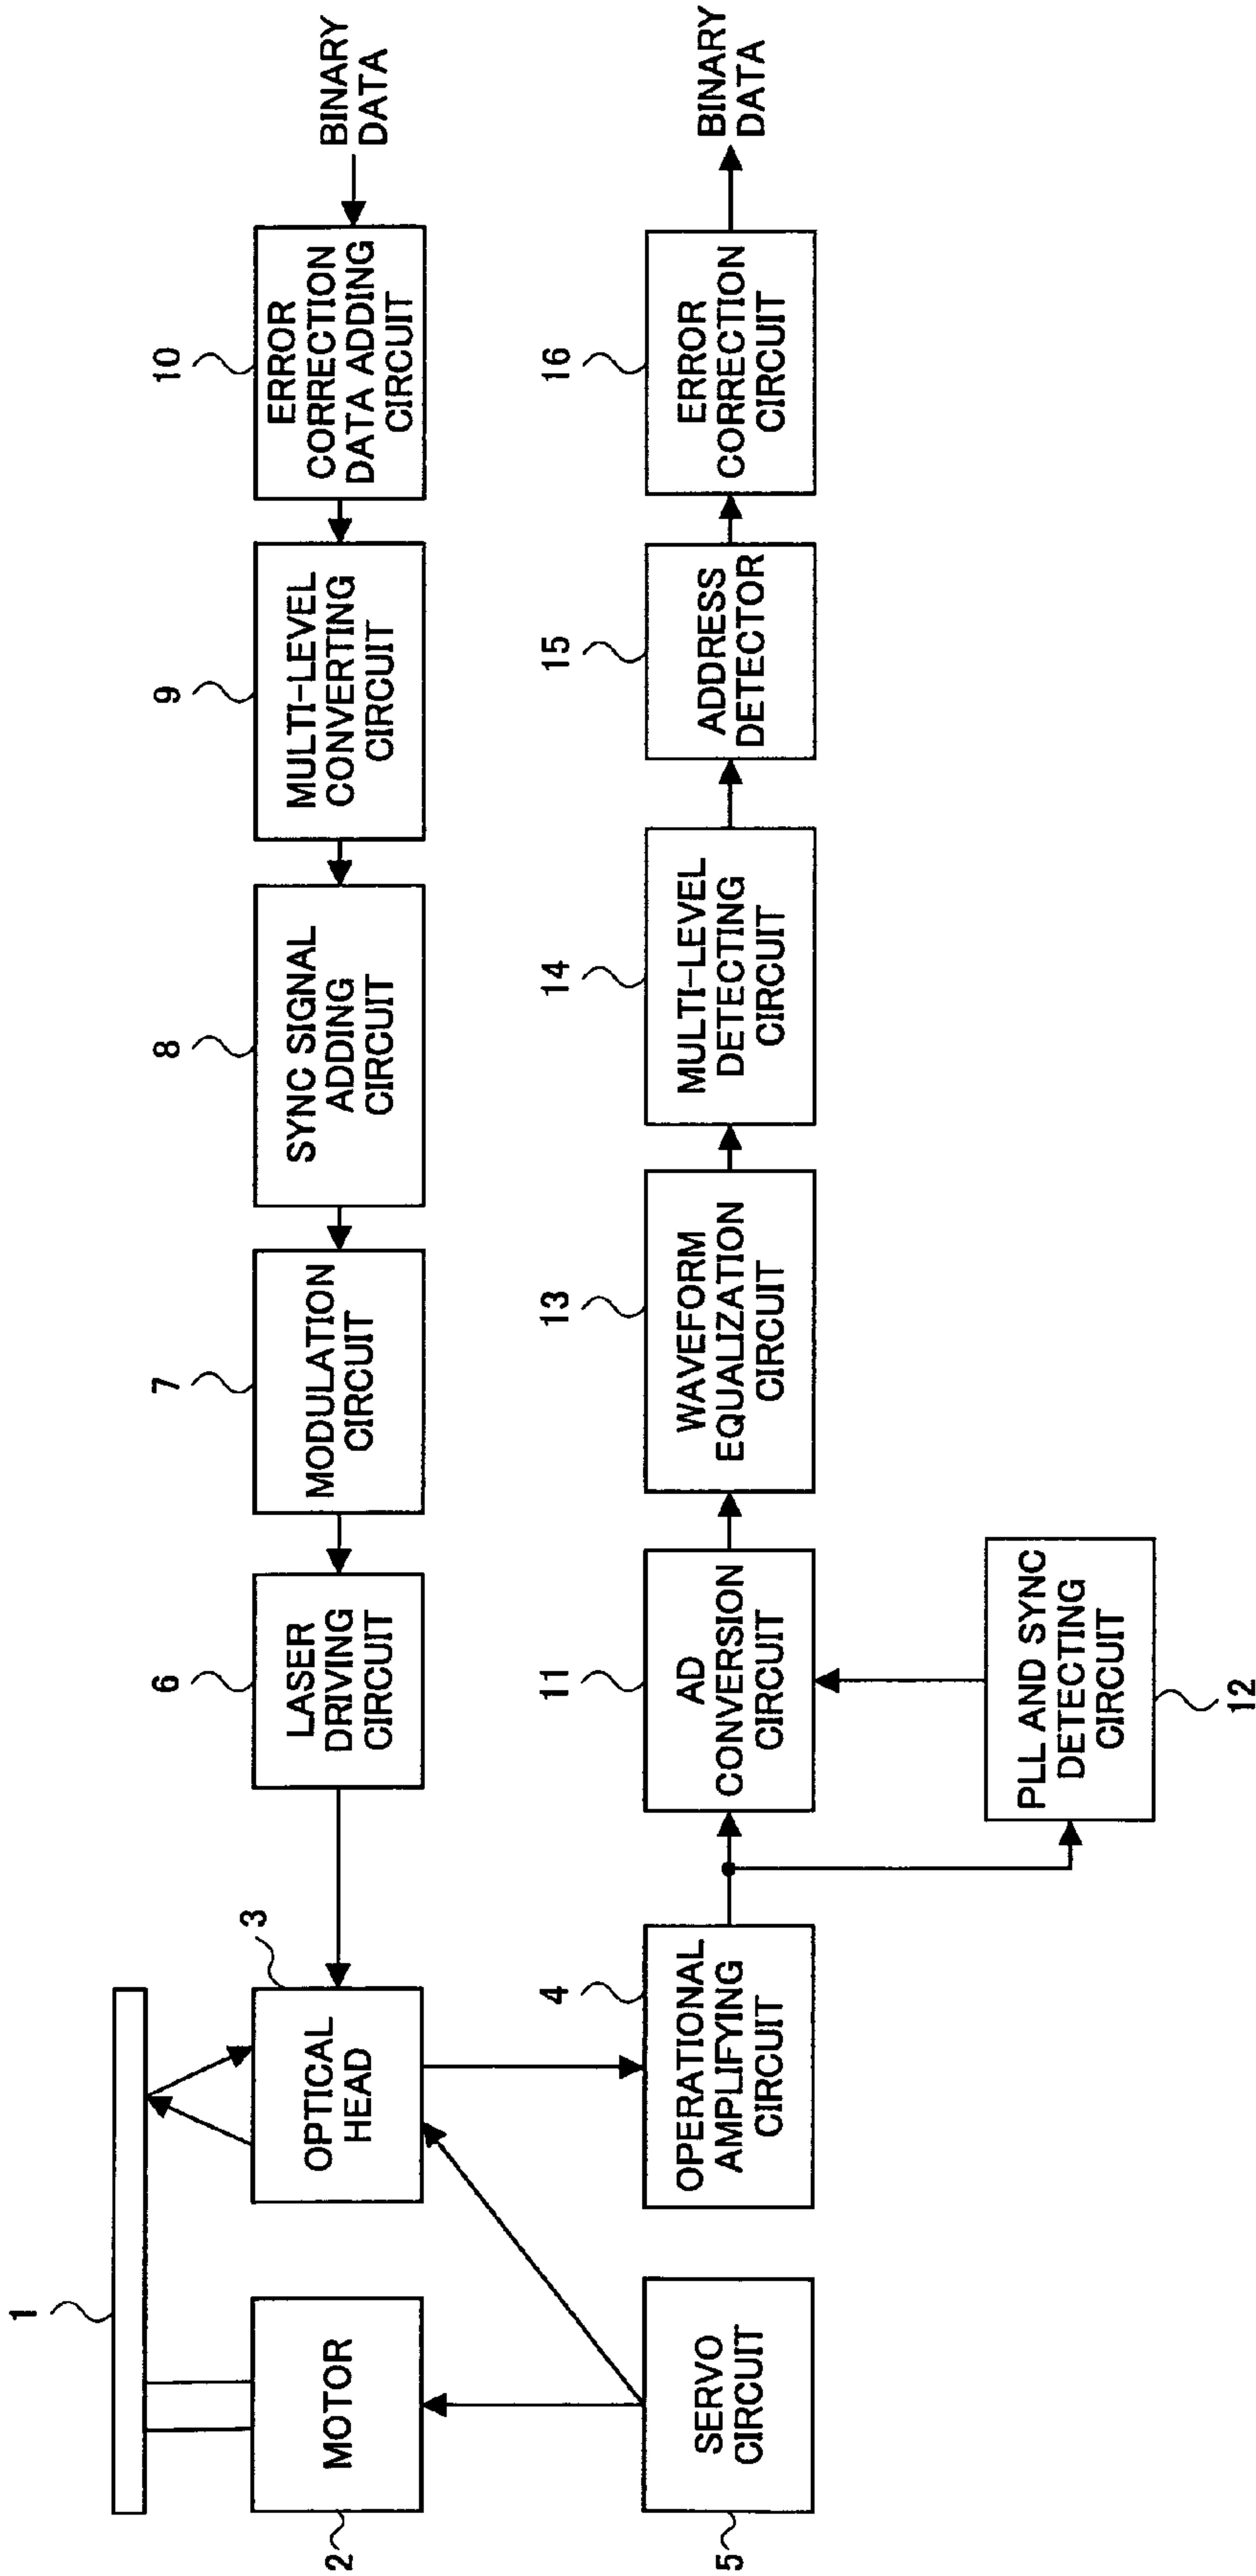 1
MOTOR
2
OPTICAL
HEAD
3
LASER
DRIVING
CIRCUIT
6
MODULATION
CIRCUIT
7
SYNC SIGNAL
ADDING
CIRCUIT
8
MULTI-LEVEL
CONVERTING
CIRCUIT
9
ERROR
CORRECTION
DATA ADDING
CIRCUIT
10
BINARY
DATA
SERVO
CIRCUIT
5
OPERATIONAL
AMPLIFYING
CIRCUIT
4
AD
CONVERSION
CIRCUIT
11
WAVEFORM
EQUALIZATION
CIRCUIT
13
MULTI-LEVEL
DETECTING
CIRCUIT
14
ADDRESS
DETECTOR
15
ERROR
CORRECTION
CIRCUIT
16
BINARY
DATA
PLL AND SYNC
DETECTING
CIRCUIT
12